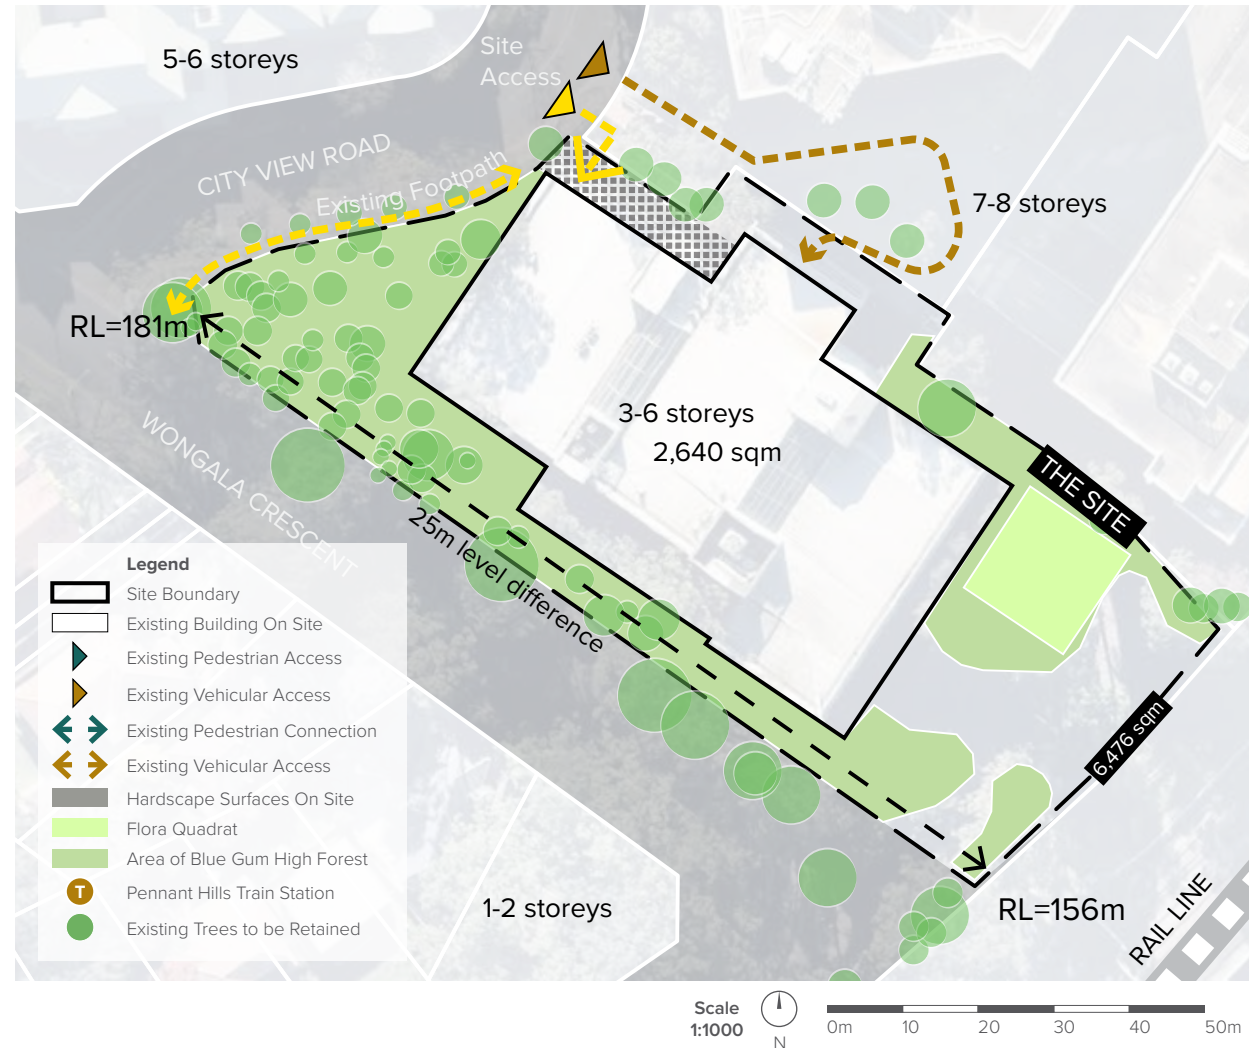 5-6 storeys
Site
Access
CITY VIEW ROAD
Existing Footpath
7-8 storeys
RL=181m
3-6 storeys
2,640 sqm
WONGALA CRESCENT
THE SITE
25m level difference
6,476 sqm
1-2 storeys
RL=156m
RAIL LINE
Legend
Site Boundary
Existing Building On Site
Existing Pedestrian Access
Existing Vehicular Access
Existing Pedestrian Connection
Existing Vehicular Access
Hardscape Surfaces On Site
Flora Quadrat
Area of Blue Gum High Forest
T Pennant Hills Train Station
Existing Trees to be Retained
Scale
1:1000
N
0m 10 20 30 40 50m